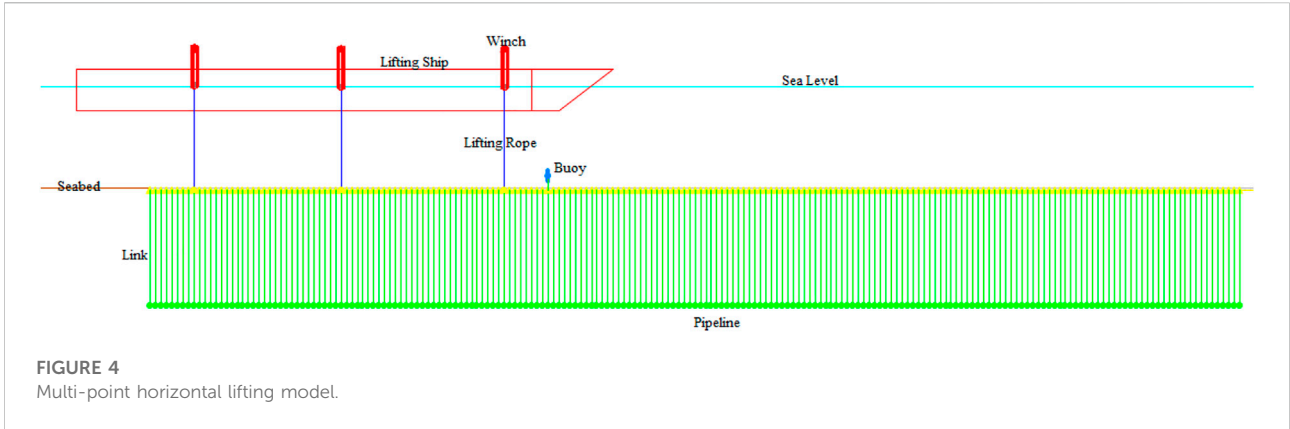 Winch
Lifting Ship
Sea Level
Lifting Rope
Buoy
Seabed
Link
Pipeline
FIGURE 4
Multi-point horizontal lifting model.